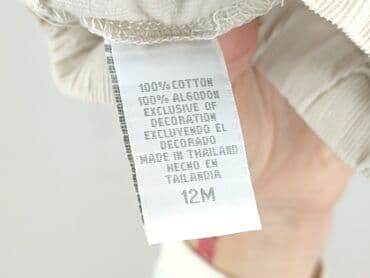 100% COTTON
100% ALGODON
EXCLUSIVE OF
DECORATION
EXCLUYENDO EL
DECORADO
MADE IN THAILAND
HECHO EN
TAILANDIA
12M